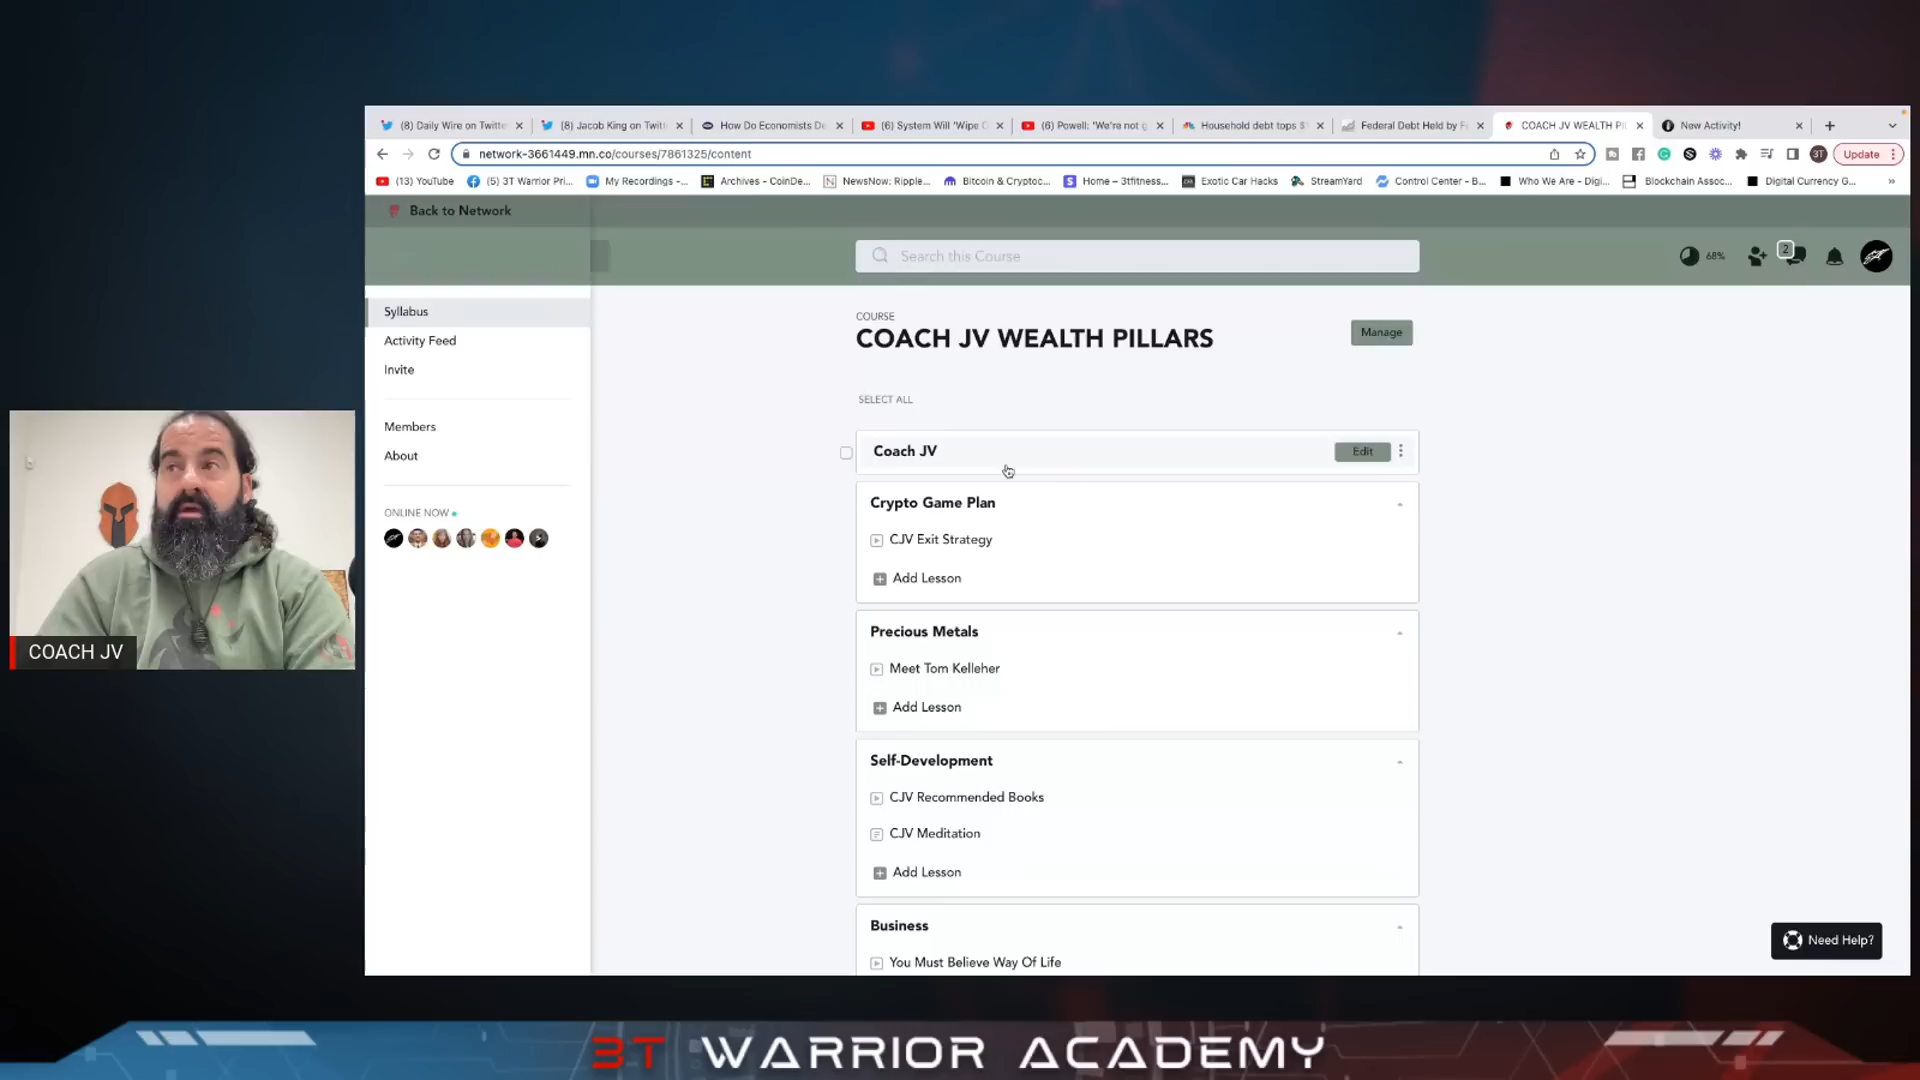 (8) Daily Wire on Twitte
(8) Jacob King on Twitt
How Do Economists De
(6) System Will 'Wipe O
(6) Powell: 'We're not g
Household debt tops $1
Federal Debt Held by F
COACH JV WEALTH PIL
New Activity!
network-3661449.mn.co/courses/7861325/content
3T
Update
(13) YouTube
(5) 3T Warrior Pri...
My Recordings -...
Archives - CoinDe...
NewsNow: Ripple...
Bitcoin & Cryptoc...
Home – 3tfitness...
Exotic Car Hacks
StreamYard
Control Center - B...
Who We Are - Digi...
Blockchain Assoc...
Digital Currency G...
»
Back to Network
Search this Course
68%
2
Syllabus
Activity Feed
Invite
Members
About
ONLINE NOW
COURSE
COACH JV WEALTH PILLARS
Manage
SELECT ALL
Coach JV
Edit
Crypto Game Plan
CJV Exit Strategy
Add Lesson
Precious Metals
Meet Tom Kelleher
Add Lesson
Self-Development
CJV Recommended Books
CJV Meditation
Add Lesson
Business
You Must Believe Way Of Life
Need Help?
COACH JV
3T WARRIOR ACADEMY